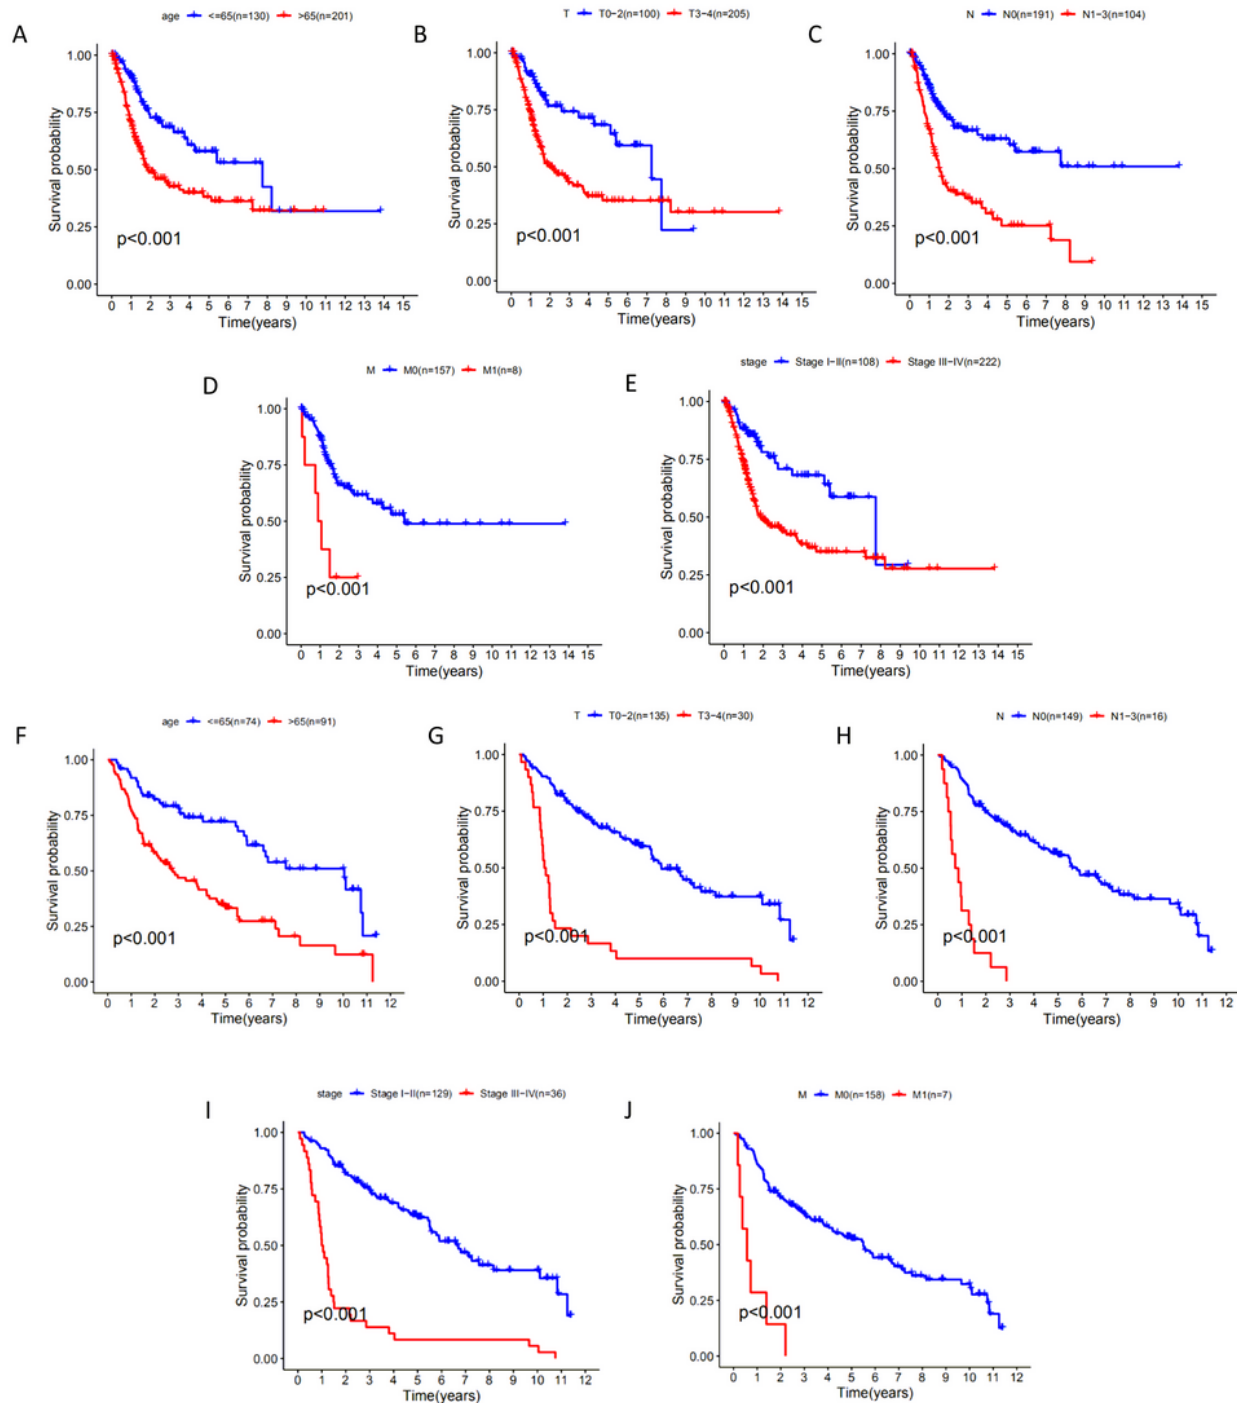 A
age <=65(n=130) >65(n=201)
Survival probability
1.00
0.75
0.50
0.25
0.00
p<0.001
0 1 2 3 4 5 6 7 8 9 10 11 12 13 14 15
Time(years)
B
T T0-2(n=100) T3-4(n=205)
Survival probability
1.00
0.75
0.50
0.25
0.00
p<0.001
0 1 2 3 4 5 6 7 8 9 10 11 12 13 14 15
Time(years)
C
N N0(n=191) N1-3(n=104)
Survival probability
1.00
0.75
0.50
0.25
0.00
p<0.001
0 1 2 3 4 5 6 7 8 9 10 11 12 13 14 15
Time(years)
D
M M0(n=157) M1(n=8)
Survival probability
1.00
0.75
0.50
0.25
0.00
p<0.001
0 1 2 3 4 5 6 7 8 9 10 11 12 13 14 15
Time(years)
E
stage Stage I-II(n=108) Stage III-IV(n=222)
Survival probability
1.00
0.75
0.50
0.25
0.00
p<0.001
0 1 2 3 4 5 6 7 8 9 10 11 12 13 14 15
Time(years)
F
age <=65(n=74) >65(n=91)
Survival probability
1.00
0.75
0.50
0.25
0.00
p<0.001
0 1 2 3 4 5 6 7 8 9 10 11 12
Time(years)
G
T T0-2(n=135) T3-4(n=30)
Survival probability
1.00
0.75
0.50
0.25
0.00
p<0.001
0 1 2 3 4 5 6 7 8 9 10 11 12
Time(years)
H
N N0(n=149) N1-3(n=16)
Survival probability
1.00
0.75
0.50
0.25
0.00
p<0.001
0 1 2 3 4 5 6 7 8 9 10 11 12
Time(years)
I
stage Stage I-II(n=129) Stage III-IV(n=36)
Survival probability
1.00
0.75
0.50
0.25
0.00
p<0.001
0 1 2 3 4 5 6 7 8 9 10 11 12
Time(years)
J
M M0(n=158) M1(n=7)
Survival probability
1.00
0.75
0.50
0.25
0.00
p<0.001
0 1 2 3 4 5 6 7 8 9 10 11 12
Time(years)